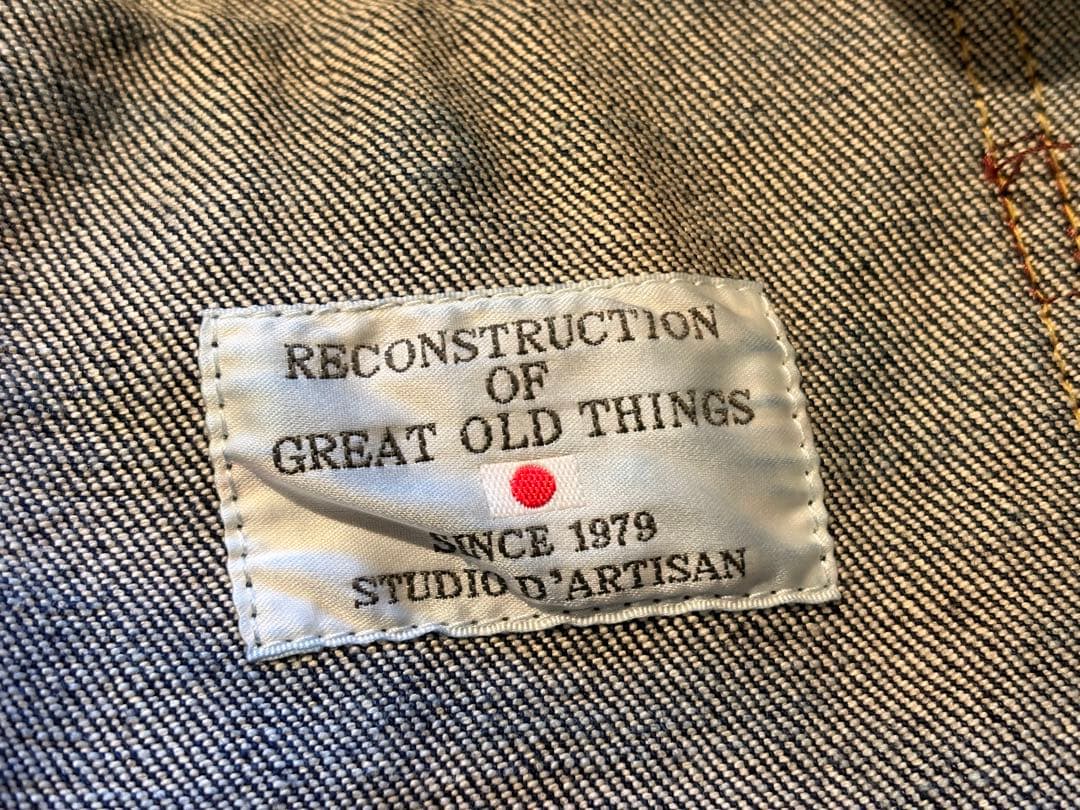 RECONSTRUCTION
OF
GREAT OLD THINGS
SINCE 1979
STUDIO D'ARTISAN